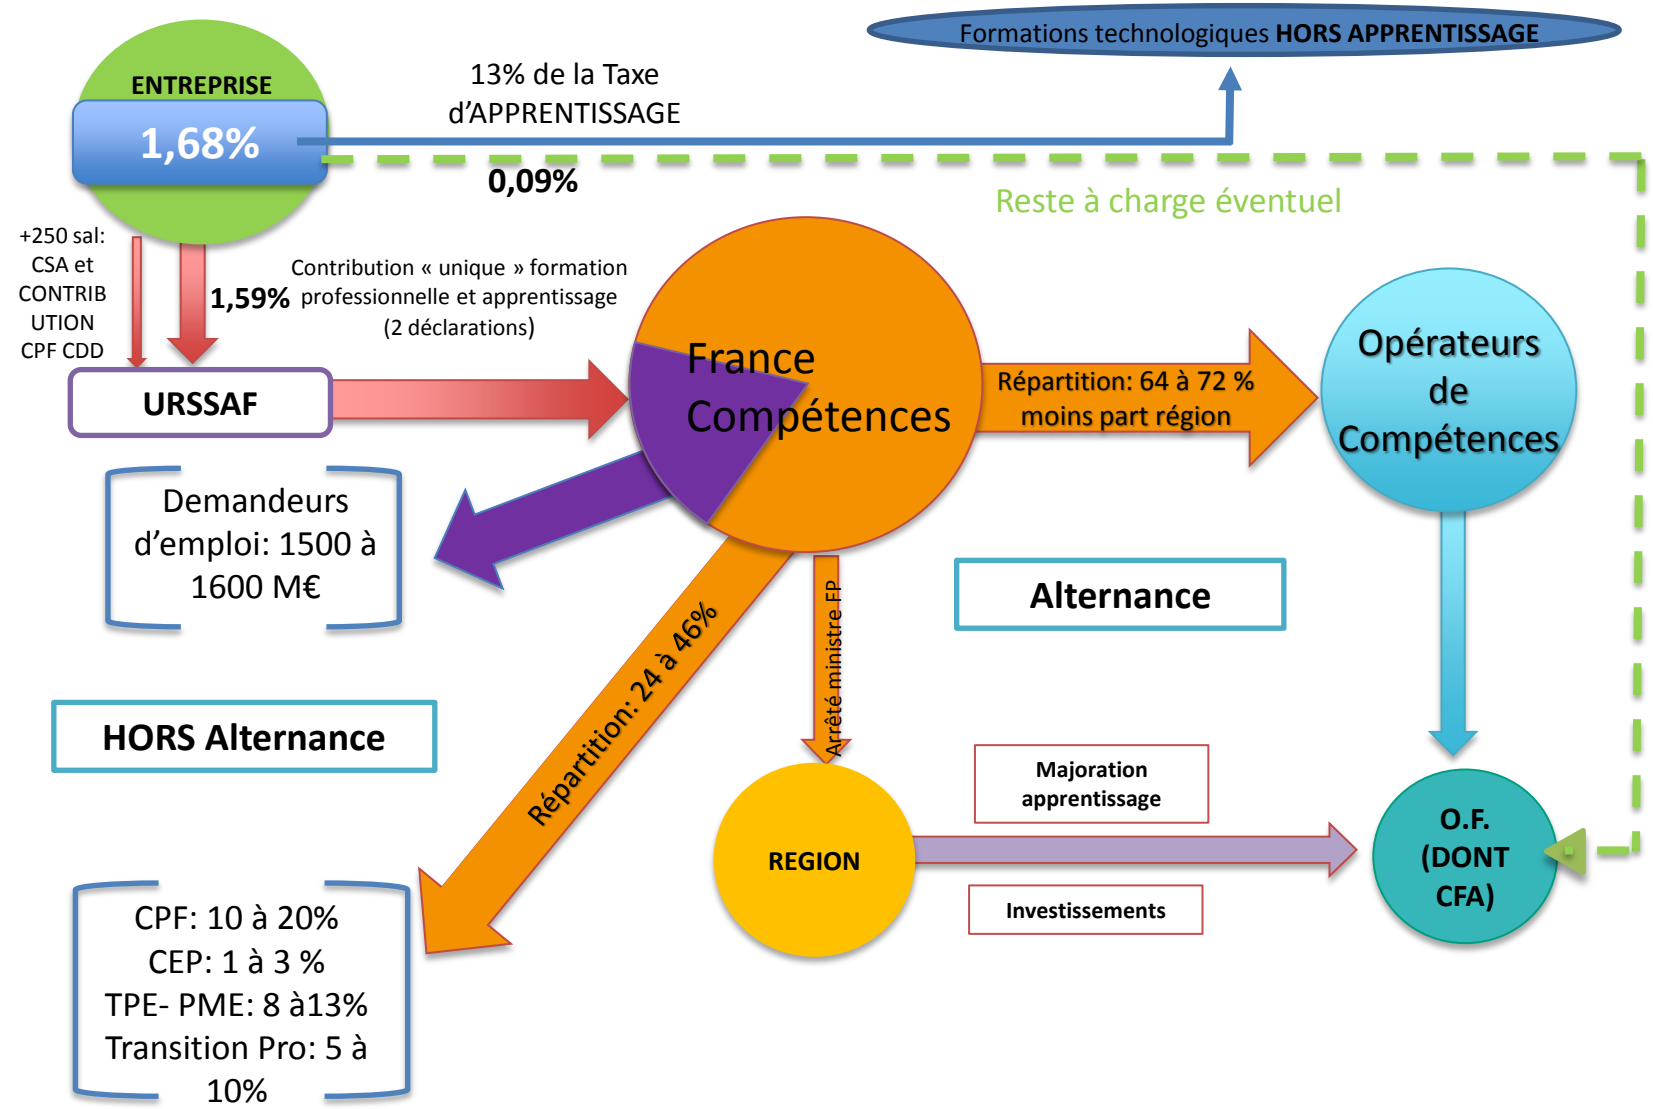 Formations technologiques HORS APPRENTISSAGE
ENTREPRISE
1,68%
13% de la Taxe
d’APPRENTISSAGE
0,09%
Reste à charge éventuel
+250 sal:
CSA et
CONTRIB
UTION
CPF CDD
1,59%
Contribution « unique » formation
professionnelle et apprentissage
(2 déclarations)
URSSAF
France
Compétences
Répartition: 64 à 72 %
moins part région
Opérateurs
de
Compétences
Demandeurs
d’emploi: 1500 à
1600 M€
Alternance
Arrêté ministre FP
Répartition: 24 à 46%
HORS Alternance
Majoration
apprentissage
REGION
Investissements
O.F.
(DONT
CFA)
CPF: 10 à 20%
CEP: 1 à 3 %
TPE- PME: 8 à13%
Transition Pro: 5 à
10%